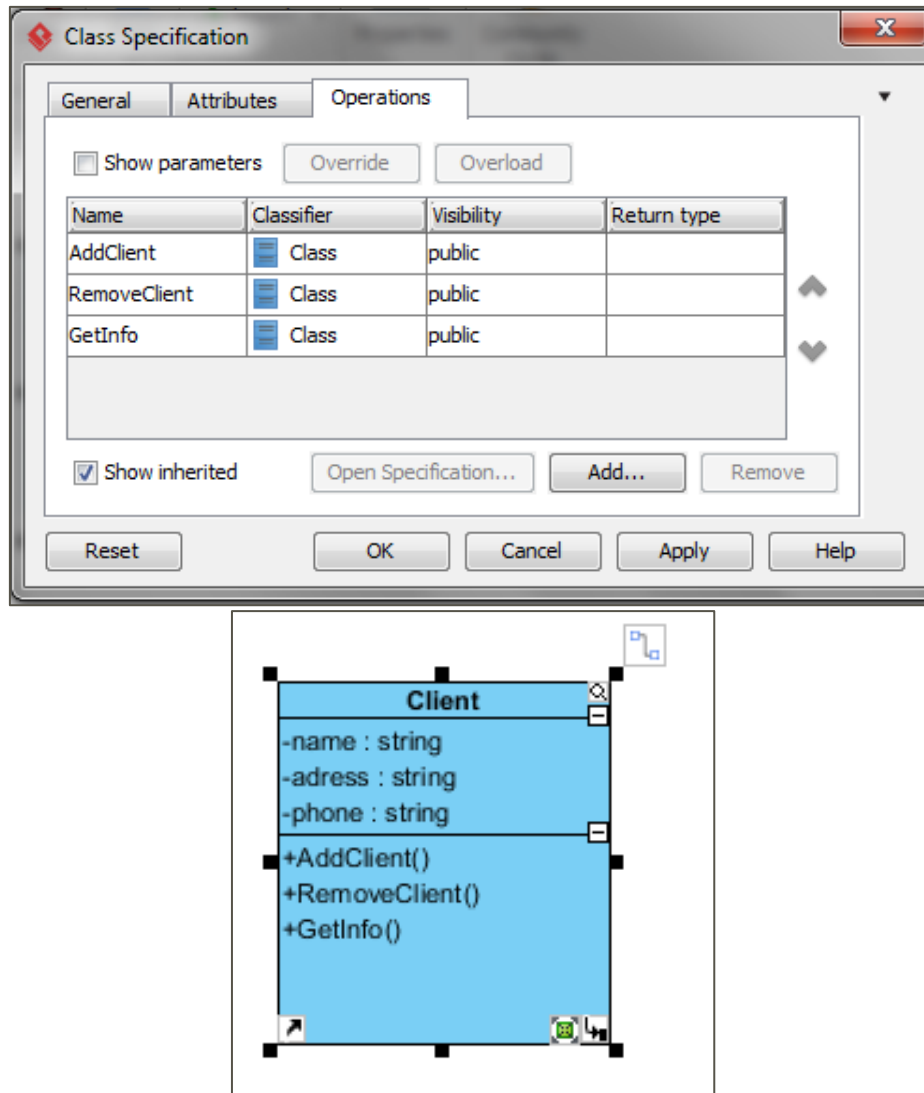 Class Specification
General Attributes Operations
Show parameters Override Overload
Name Classifier Visibility Return type
AddClient Class public
RemoveClient Class public
GetInfo Class public
Show inherited Open Specification... Add... Remove
Reset OK Cancel Apply Help
Client
-name : string
-adress : string
-phone : string
+AddClient()
+RemoveClient()
+GetInfo()